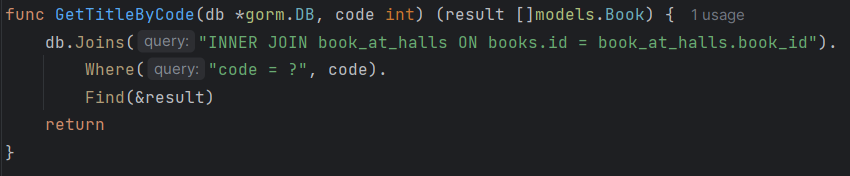 func GetTitleByCode(db *gorm.DB, code int) (result []models.Book) { 1 usage
    db.Joins( query: "INNER JOIN book_at_halls ON books.id = book_at_halls.book_id").
        Where( query: "code = ?", code).
        Find(&result)
    return
}